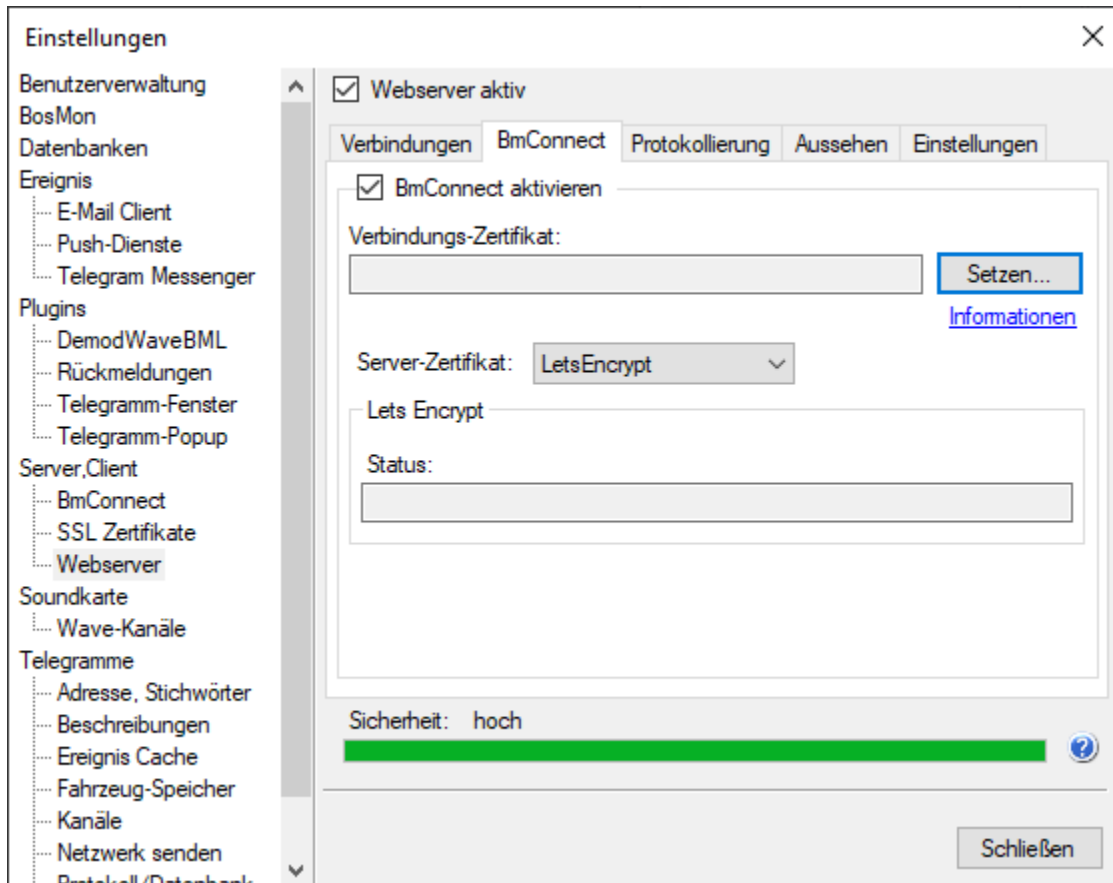 Einstellungen
Benutzerverwaltung
BosMon
Datenbanken
Ereignis
E-Mail Client
Push-Dienste
Telegram Messenger
Plugins
DemodWaveBML
Rückmeldungen
Telegramm-Fenster
Telegramm-Popup
Server,Client
BmConnect
SSL Zertifikate
Webserver
Soundkarte
Wave-Kanäle
Telegramme
Adresse, Stichwörter
Beschreibungen
Ereignis Cache
Fahrzeug-Speicher
Kanäle
Netzwerk senden
Protokoll/Datenbank
Webserver aktiv
Verbindungen BmConnect Protokollierung Aussehen Einstellungen
BmConnect aktivieren
Verbindungs-Zertifikat:
Setzen...
Informationen
Server-Zertifikat: LetsEncrypt
Lets Encrypt
Status:
Sicherheit: hoch
?
Schließen